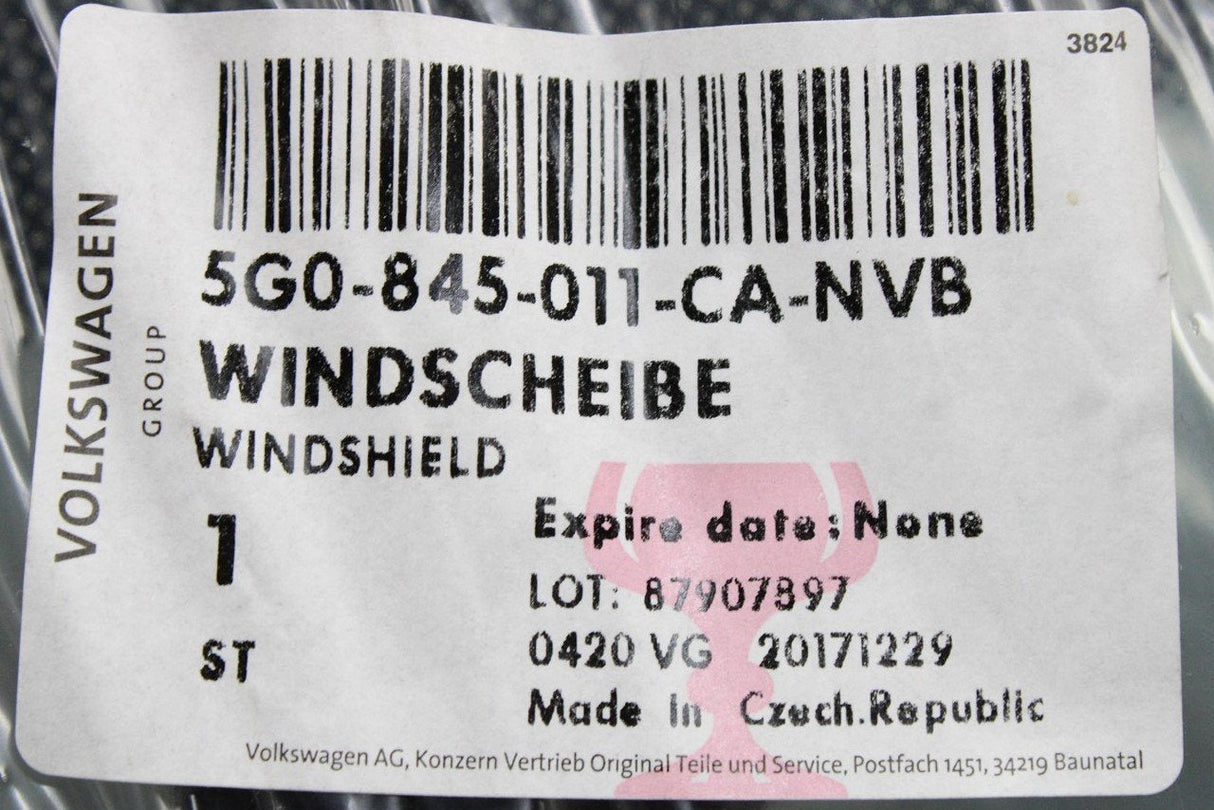 3824
5G0-845-011-CA-NVB
WINDSCHEIBE
WINDSHIELD
1
ST
Expire date:None
LOT: 87907897
0420 VG 20171229
Made In Czech.Republic
Volkswagen AG, Konzern Vertrieb Original Teile und Service, Postfach 1451, 34219 Baunatal
VOLKSWAGEN
GROUP